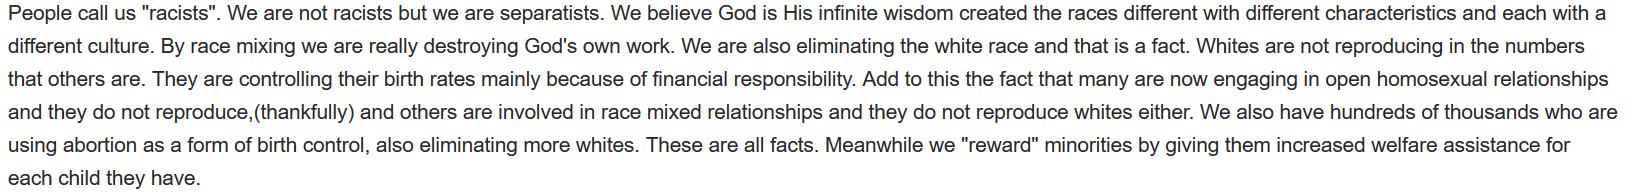 People call us "racists". We are not racists but we are separatists. We believe God is His infinite wisdom created the races different with different characteristics and each with a
different culture. By race mixing we are really destroying God's own work. We are also eliminating the white race and that is a fact. Whites are not reproducing in the numbers
that others are. They are controlling their birth rates mainly because of financial responsibility. Add to this the fact that many are now engaging in open homosexual relationships
and they do not reproduce,(thankfully) and others are involved in race mixed relationships and they do not reproduce whites either. We also have hundreds of thousands who are
using abortion as a form of birth control, also eliminating more whites. These are all facts. Meanwhile we "reward" minorities by giving them increased welfare assistance for
each child they have.